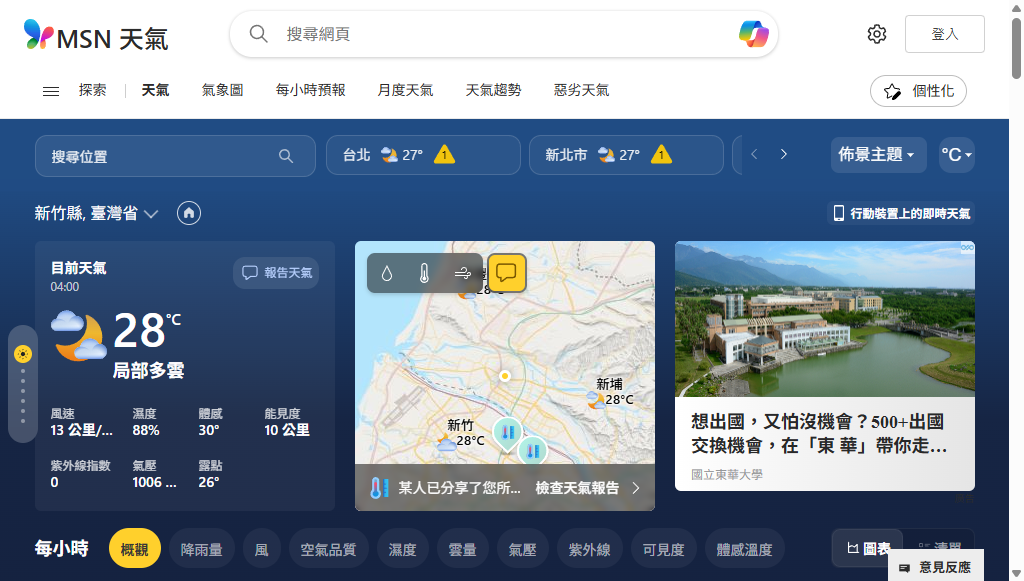 MSN 天氣
搜尋網頁
登入
探索
天氣
氣象圖
每小時預報
月度天氣
天氣趨勢
惡劣天氣
個性化
搜尋位置
台北
27°
1
新北市
27°
1
佈景主題
°C
新竹縣, 臺灣省
行動裝置上的即時天氣
目前天氣
04:00
報告天氣
28°C
局部多雲
風速
13 公里/...
濕度
88%
體感
30°
能見度
10 公里
紫外線指數
0
氣壓
1006 ...
露點
26°
新埔
28°C
新竹
28°C
某人已分享了您所...
檢查天氣報告
想出國，又怕沒機會？500+出國
交換機會，在「東 華」帶你走...
國立東華大學
每小時
概觀
降雨量
風
空氣品質
濕度
雲量
氣壓
紫外線
可見度
體感溫度
圖表
清單
意見反應